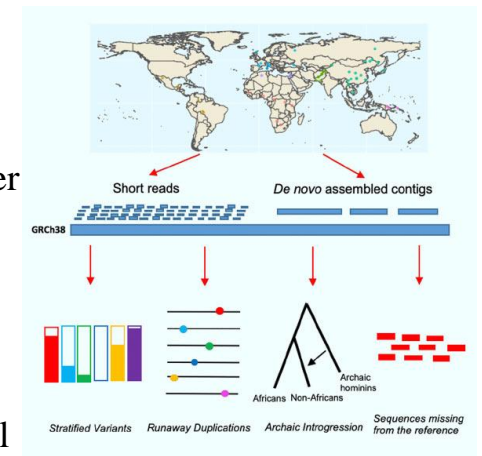 er
Short reads
De novo assembled contigs
GRCh38
Archaic
hominins
Africans Non-Africans
Stratified Variants
Runaway Duplications
Archaic Introgression
Sequences missing
from the reference
l